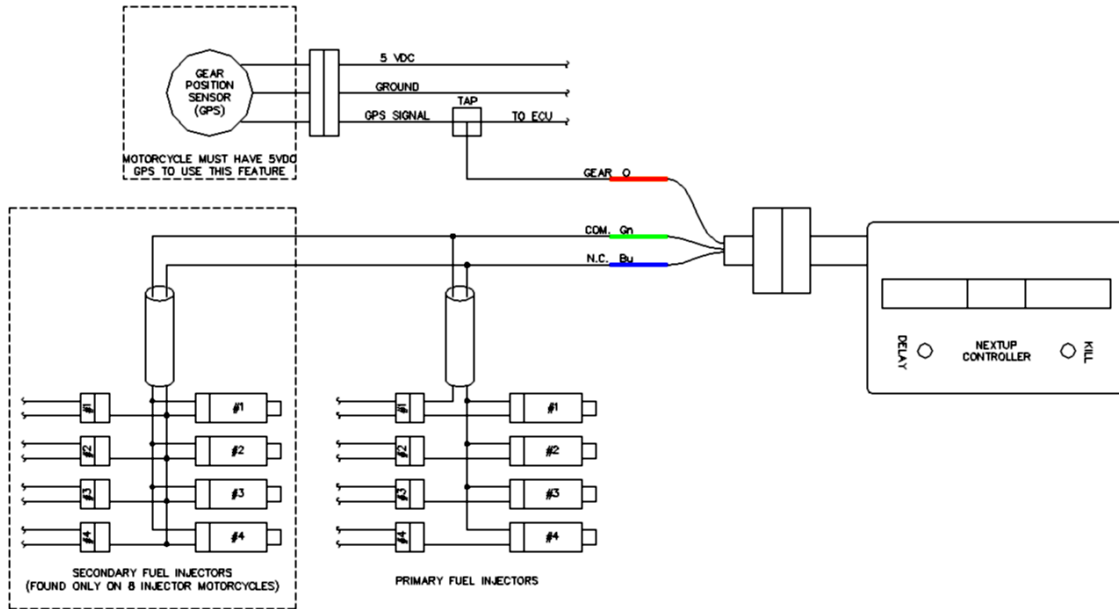 5 VDC
GEAR
POSITION
SENSOR
(GPS)
GROUND
TAP
GPS SIGNAL
TO ECU
MOTORCYCLE MUST HAVE 5VDC
GPS TO USE THIS FEATURE
GEAR O
COM. Gn
N.C. Bu
DELAY
NEXTUP
CONTROLLER
KILL
#1
#1
#1
#1
#2
#2
#2
#2
#3
#3
#3
#3
#4
#4
#4
#4
SECONDARY FUEL INJECTORS
(FOUND ONLY ON 8 INJECTOR MOTORCYCLES)
PRIMARY FUEL INJECTORS